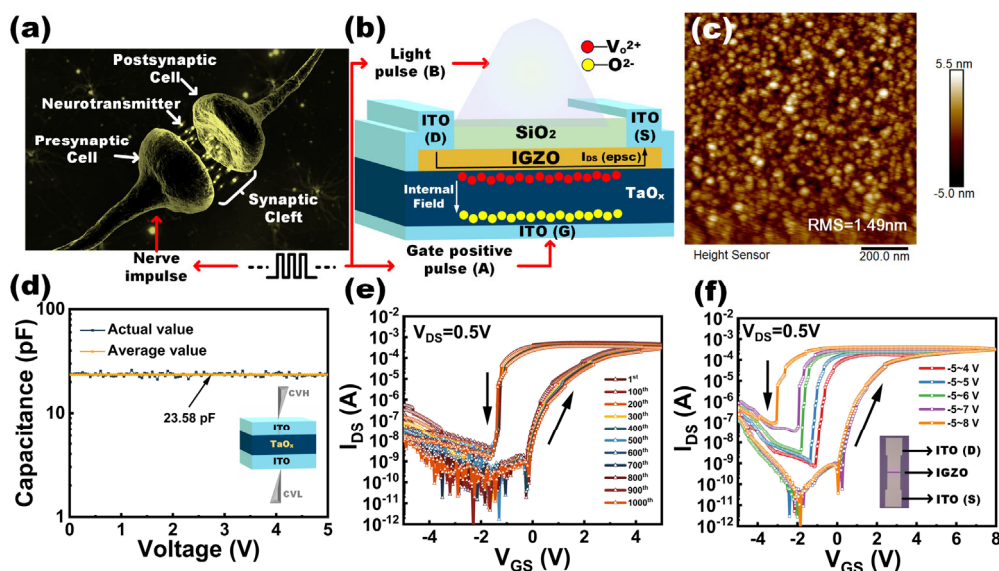 (a)
Postsynaptic
Cell
Neurotransmitter
Presynaptic
Cell
Synaptic
Cleft
Nerve
impulse
(b)
Light
pulse (B)
Vo²⁺
O²⁻
ITO
(D)
ITO
(S)
SiO₂
IGZO
I_DS (epsc)
Internal
Field
TaOₓ
ITO (G)
Gate positive
pulse (A)
(c)
5.5 nm
-5.0 nm
RMS=1.49nm
Height Sensor
200.0 nm
(d)
100
10
1
Capacitance (pF)
Actual value
Average value
23.58 pF
CVH
ITO
TaOₓ
ITO
CVL
0 1 2 3 4 5
Voltage (V)
(e)
V_DS=0.5V
10⁻²
10⁻³
10⁻⁴
10⁻⁵
10⁻⁶
10⁻⁷
10⁻⁸
10⁻⁹
10⁻¹⁰
10⁻¹¹
10⁻¹²
I_DS (A)
1st
100th
200th
300th
400th
500th
600th
700th
800th
900th
1000th
-4 -2 0 2 4
V_GS (V)
(f)
V_DS=0.5V
10⁻²
10⁻³
10⁻⁴
10⁻⁵
10⁻⁶
10⁻⁷
10⁻⁸
10⁻⁹
10⁻¹⁰
10⁻¹¹
10⁻¹²
I_DS (A)
-5~4 V
-5~5 V
-5~6 V
-5~7 V
-5~8 V
ITO (D)
IGZO
ITO (S)
-4 -2 0 2 4 6 8
V_GS (V)